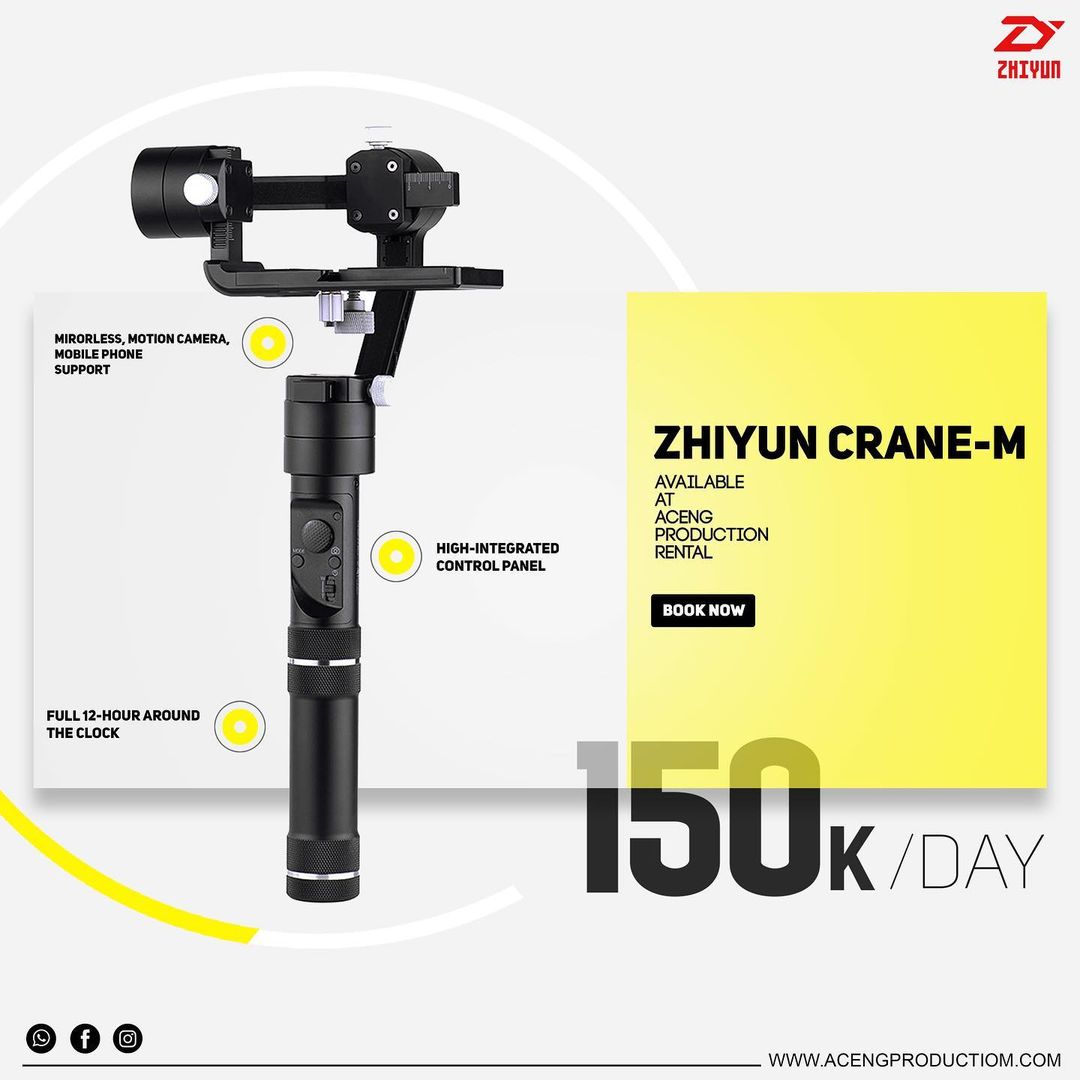 ZHIYUN
MIRORLESS, MOTION CAMERA,
MOBILE PHONE
SUPPORT
ZHIYUN CRANE-M
AVAILABLE
AT
ACENG
PRODUCTION
RENTAL
HIGH-INTEGRATED
CONTROL PANEL
MODE
BOOK NOW
FULL 12-HOUR AROUND
THE CLOCK
150K /DAY
WWW.ACENGPRODUCTIOM.COM